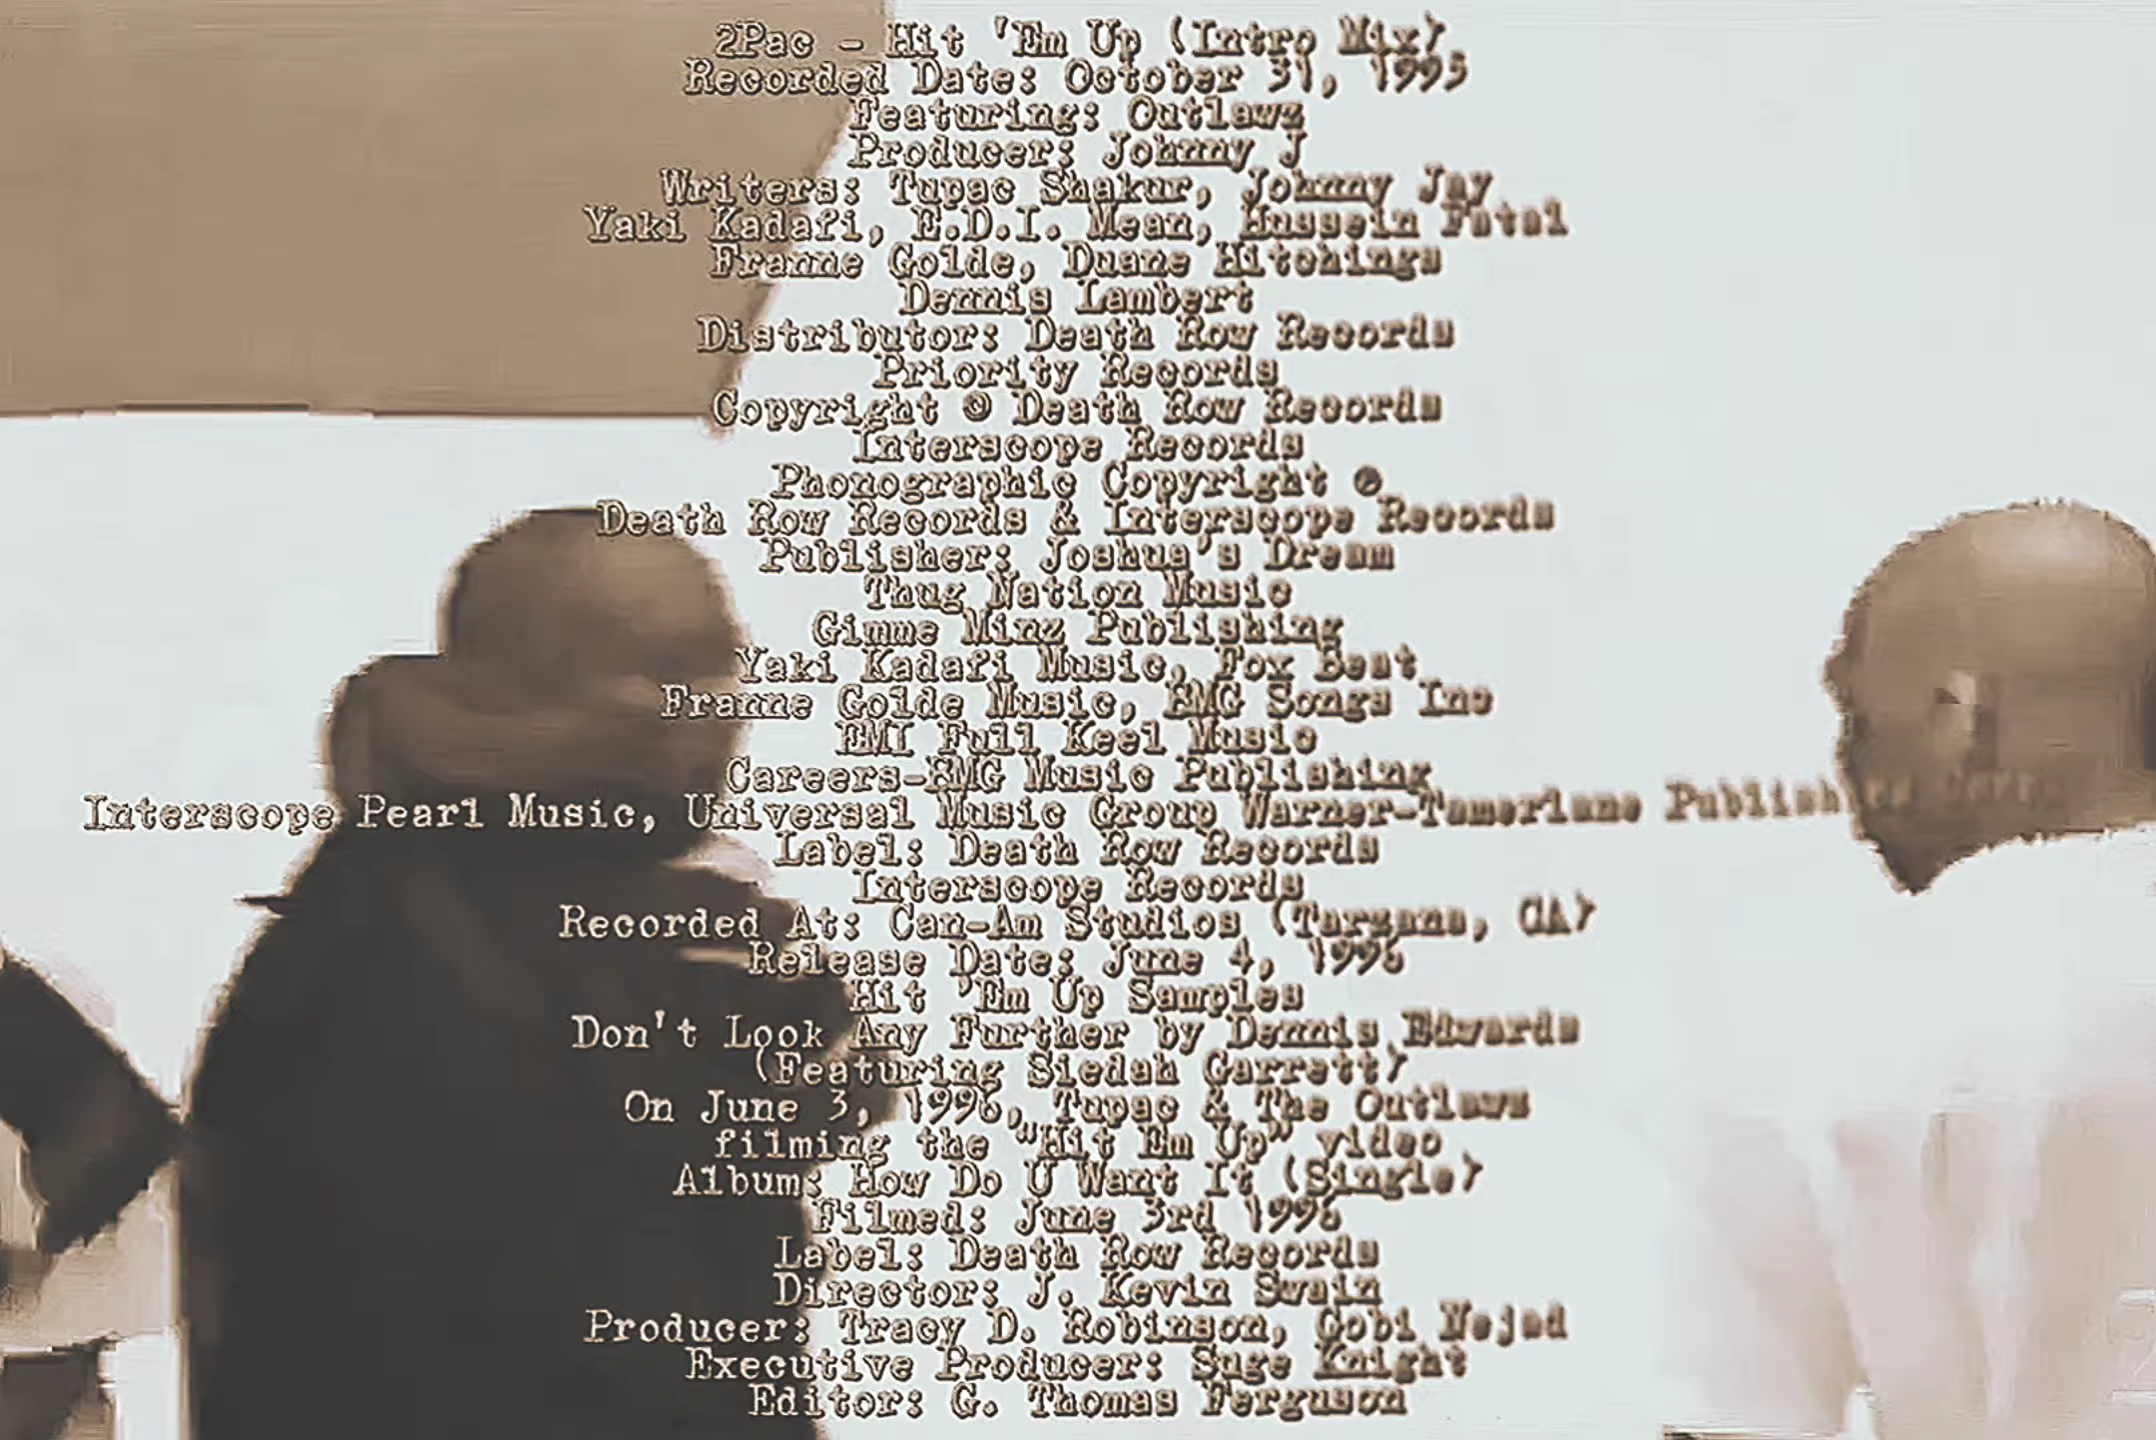 2Pac - Hit 'Em Up (Intro Mix)
Recorded Date: October 31, 1995
Featuring: Outlawz
Producer: Johnny J
Writers: Tupac Shakur, Johnny Jay
Yaki Kadafi, E.D.I. Mean, Hussein Fatal
Franne Golde, Duane Hitchings
Dennis Lambert
Distributor: Death Row Records
Priority Records
Copyright © Death Row Records
Interscope Records
Phonographic Copyright ℗
Death Row Records & Interscope Records
Publisher: Joshua's Dream
Thug Nation Music
Gimme Minz Publishing
Yaki Kadafi Music, Fox Beat
Franne Golde Music, BMG Songs Inc
EMI Full Keel Music
Careers-BMG Music Publishing
Interscope Pearl Music, Universal Music Group Warner-Tamerlane Publishing Corp.
Label: Death Row Records
Interscope Records
Recorded At: Can-Am Studios (Tarzana, CA)
Release Date: June 4, 1996
Hit 'Em Up Samples
Don't Look Any Further by Dennis Edwards
(Featuring Siedah Garrett)
On June 3, 1996, Tupac & The Outlaws
filming the “Hit Em Up” video
Album: How Do U Want It (Single)
Filmed: June 3rd 1996
Label: Death Row Records
Director: J. Kevin Swain
Producer: Tracy D. Robinson, Gobi Nejad
Executive Producer: Suge Knight
Editor: G. Thomas Ferguson